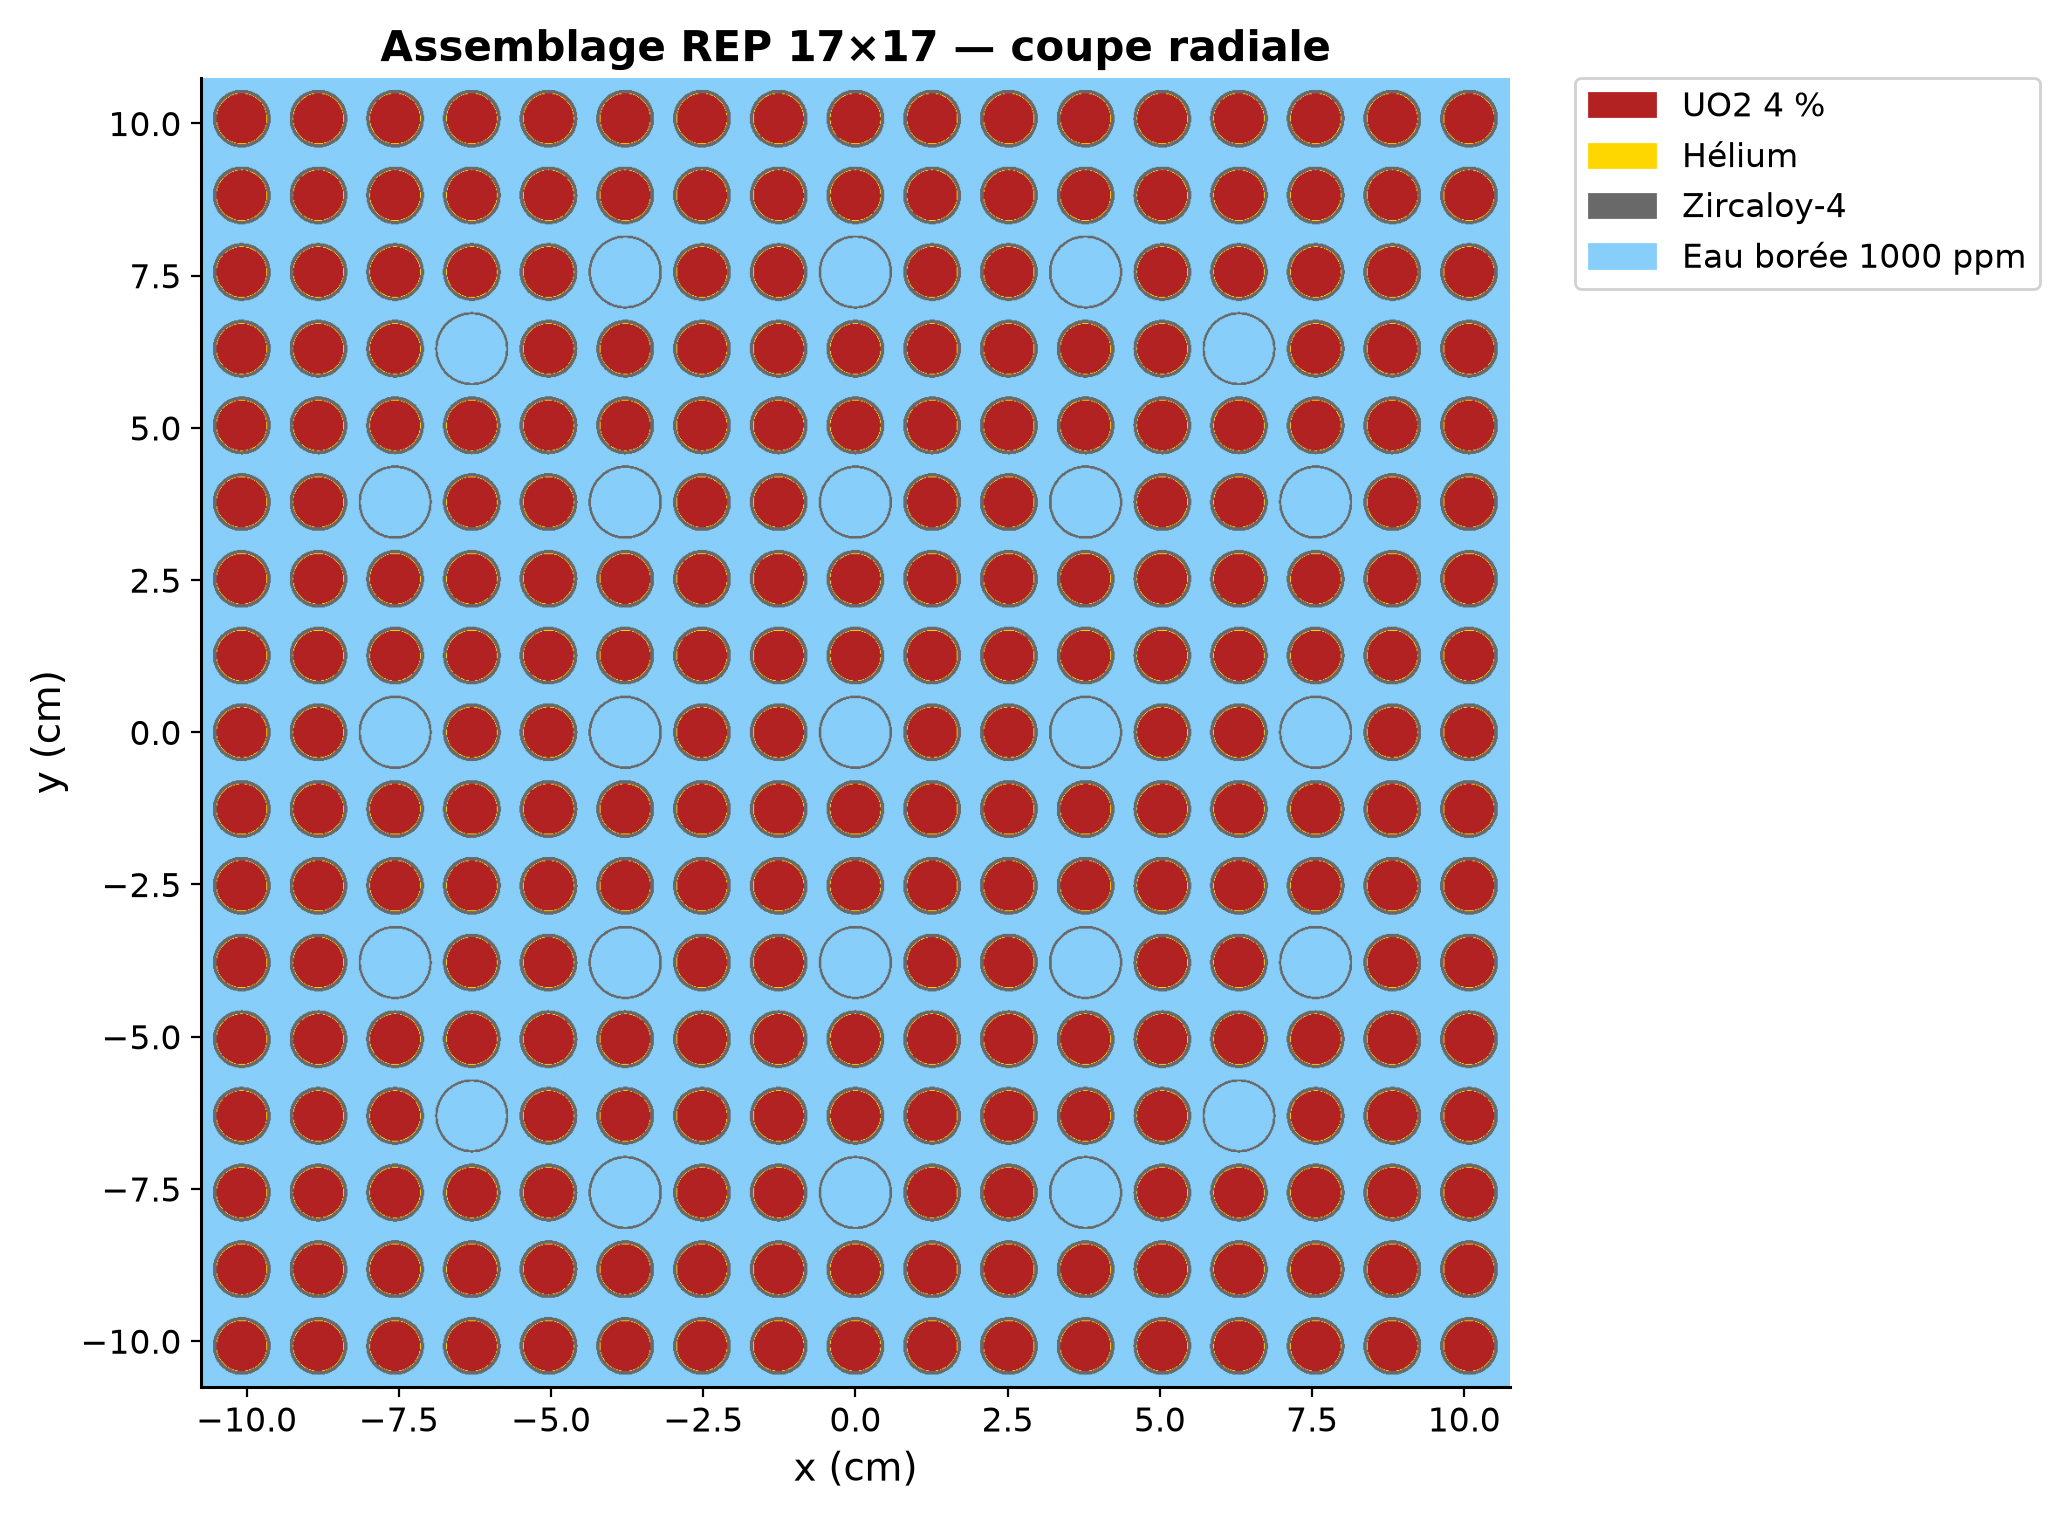 Assemblage REP 17×17 — coupe radiale
UO2 4 %
Hélium
Zircaloy-4
Eau borée 1000 ppm
y (cm)
10.0
7.5
5.0
2.5
0.0
−2.5
−5.0
−7.5
−10.0
−10.0 −7.5 −5.0 −2.5 0.0 2.5 5.0 7.5 10.0
x (cm)